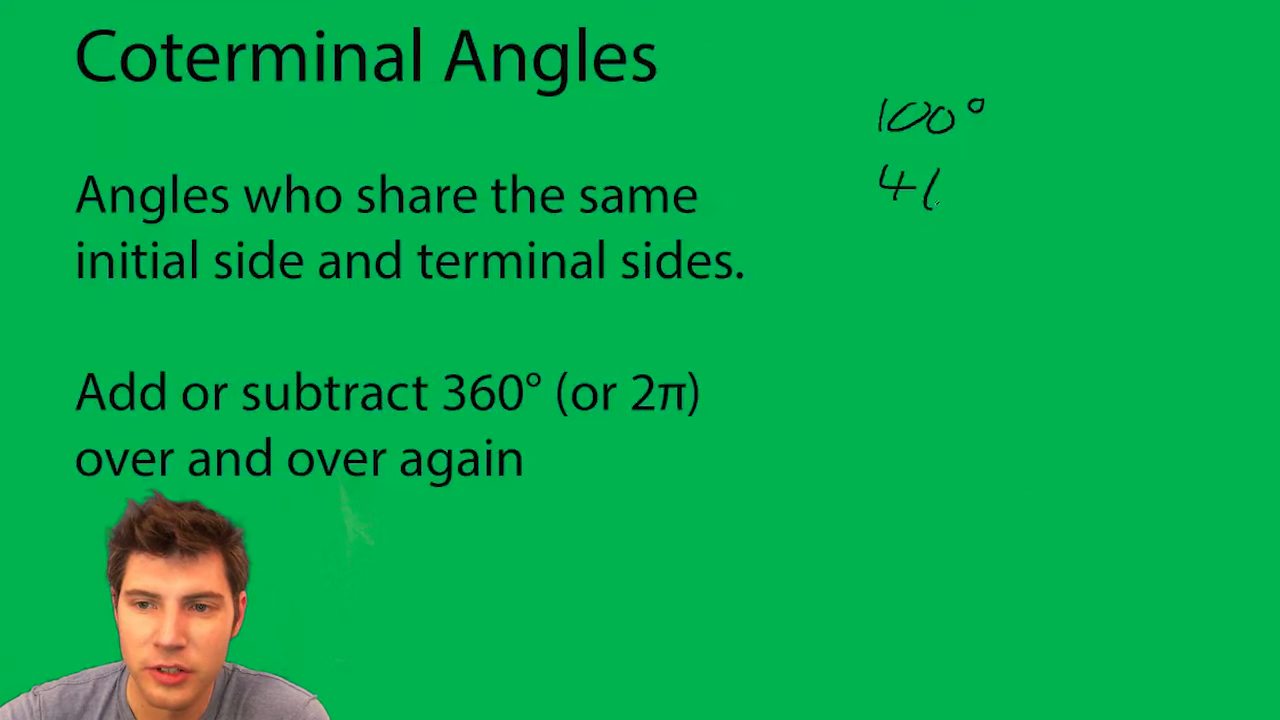 Coterminal Angles
Angles who share the same
initial side and terminal sides.
Add or subtract 360° (or 2π)
over and over again
100°
4